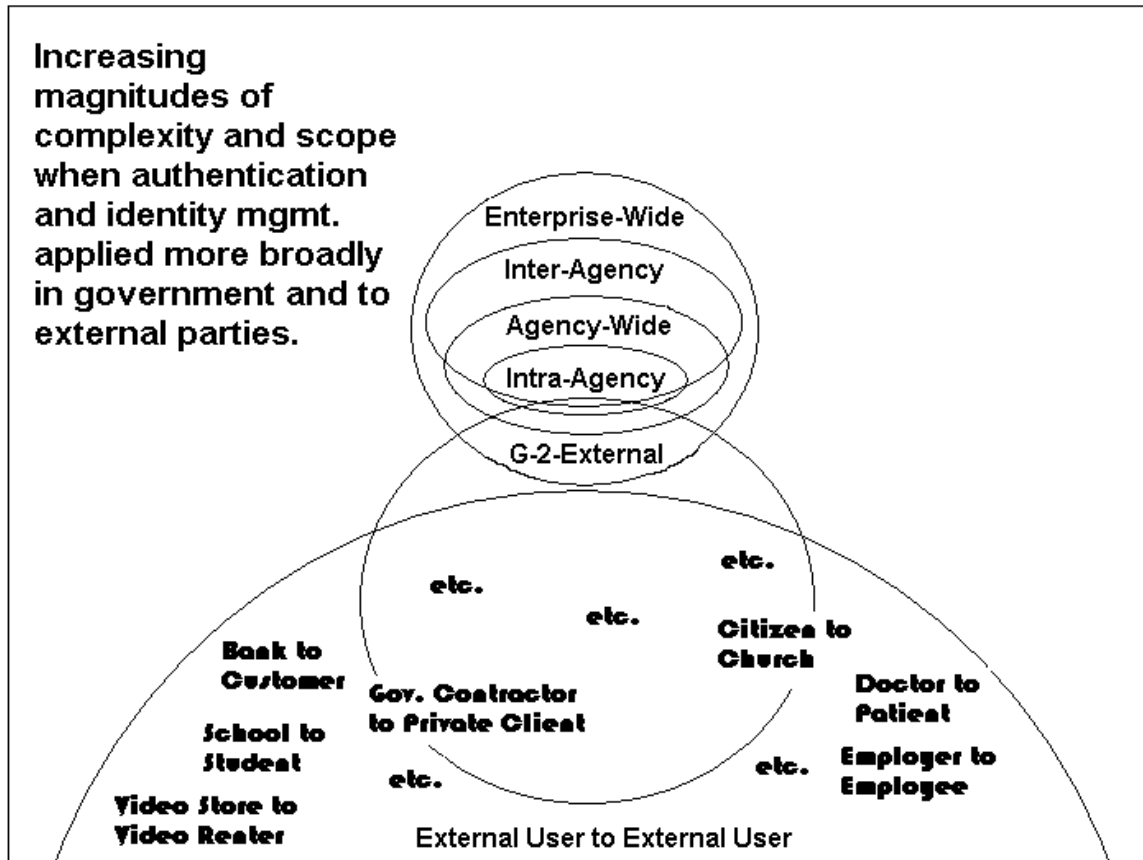 Increasing
magnitudes of
complexity and scope
when authentication
and identity mgmt.
applied more broadly
in government and to
external parties.
Enterprise-Wide
Inter-Agency
Agency-Wide
Intra-Agency
G-2-External
etc.
etc.
etc.
Citizen to
Church
Bank to
Customer
Gov. Contractor
to Private Client
Doctor to
Patient
School to
Student
Employer to
Employee
etc.
etc.
Video Store to
Video Renter
External User to External User